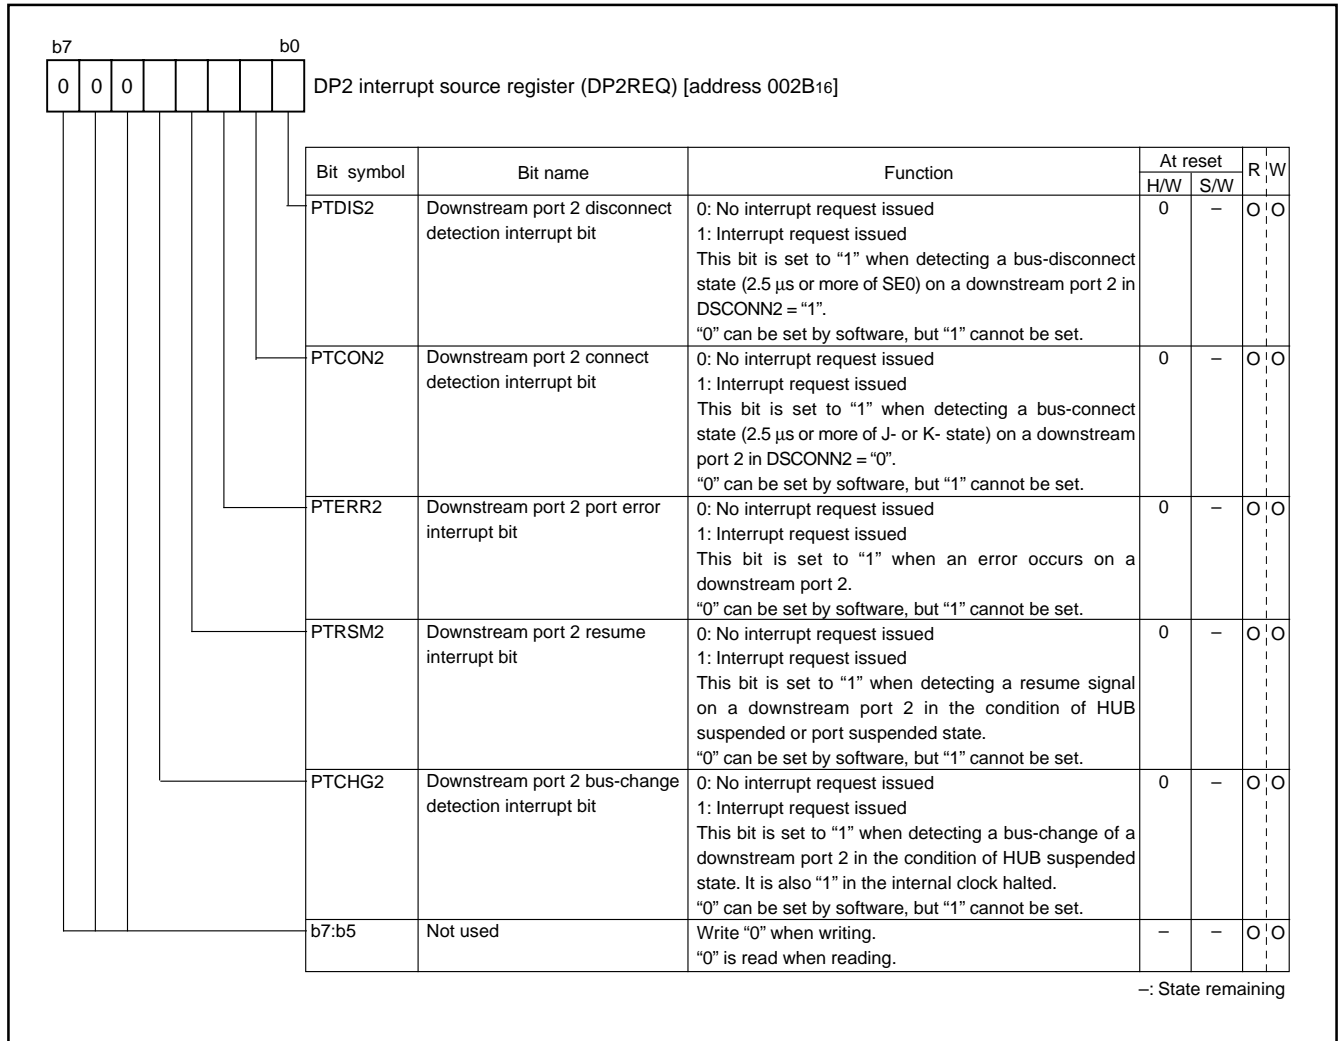 b7 b0
0 0 0
DP2 interrupt source register (DP2REQ) [address 002B16]
Bit symbol Bit name Function At reset R W
H/W S/W
PTDIS2 Downstream port 2 disconnect 0: No interrupt request issued 0 – O O
detection interrupt bit 1: Interrupt request issued
This bit is set to “1” when detecting a bus-disconnect
state (2.5 μs or more of SE0) on a downstream port 2 in
DSCONN2 = “1”.
“0” can be set by software, but “1” cannot be set.
PTCON2 Downstream port 2 connect 0: No interrupt request issued 0 – O O
detection interrupt bit 1: Interrupt request issued
This bit is set to “1” when detecting a bus-connect
state (2.5 μs or more of J- or K- state) on a downstream
port 2 in DSCONN2 = “0”.
“0” can be set by software, but “1” cannot be set.
PTERR2 Downstream port 2 port error 0: No interrupt request issued 0 – O O
interrupt bit 1: Interrupt request issued
This bit is set to “1” when an error occurs on a
downstream port 2.
“0” can be set by software, but “1” cannot be set.
PTRSM2 Downstream port 2 resume 0: No interrupt request issued 0 – O O
interrupt bit 1: Interrupt request issued
This bit is set to “1” when detecting a resume signal
on a downstream port 2 in the condition of HUB
suspended or port suspended state.
“0” can be set by software, but “1” cannot be set.
PTCHG2 Downstream port 2 bus-change 0: No interrupt request issued 0 – O O
detection interrupt bit 1: Interrupt request issued
This bit is set to “1” when detecting a bus-change of a
downstream port 2 in the condition of HUB suspended
state. It is also “1” in the internal clock halted.
“0” can be set by software, but “1” cannot be set.
b7:b5 Not used Write “0” when writing. – – O O
“0” is read when reading.
–: State remaining